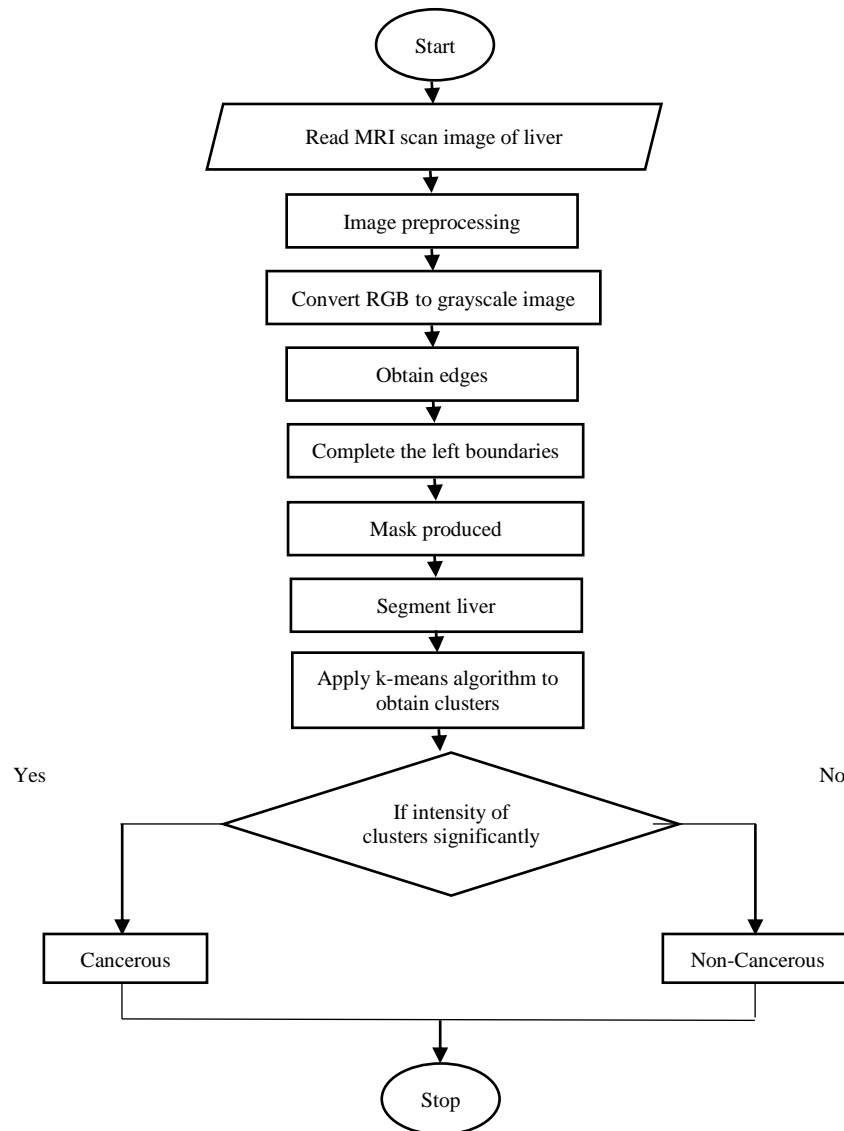 Start
Read MRI scan image of liver
Image preprocessing
Convert RGB to grayscale image
Obtain edges
Complete the left boundaries
Mask produced
Segment liver
Apply k-means algorithm to
obtain clusters
Yes
No
If intensity of
clusters significantly
Cancerous
Non-Cancerous
Stop